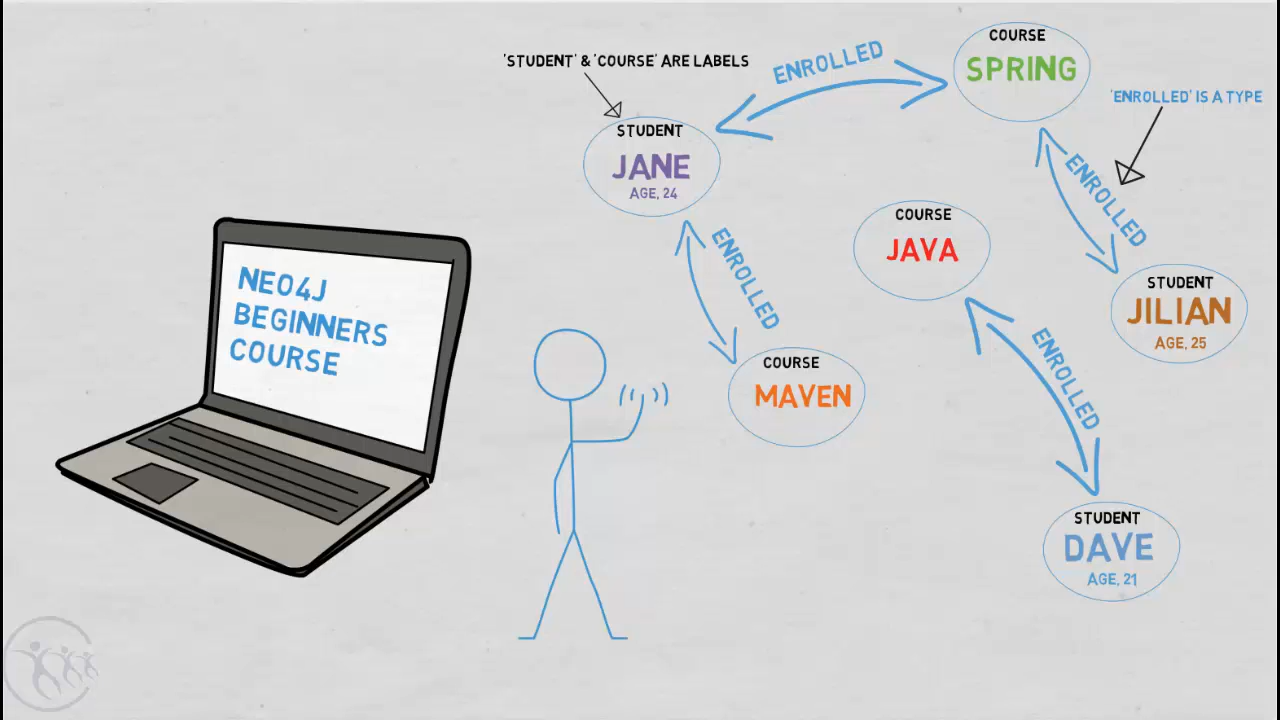 'STUDENT' & 'COURSE' ARE LABELS
ENROLLED
COURSE
SPRING
'ENROLLED' IS A TYPE
STUDENT
JANE
AGE, 24
ENROLLED
COURSE
JAVA
ENROLLED
STUDENT
JILIAN
AGE, 25
NEO4J
BEGINNERS
COURSE
ENROLLED
COURSE
MAVEN
STUDENT
DAVE
AGE, 21